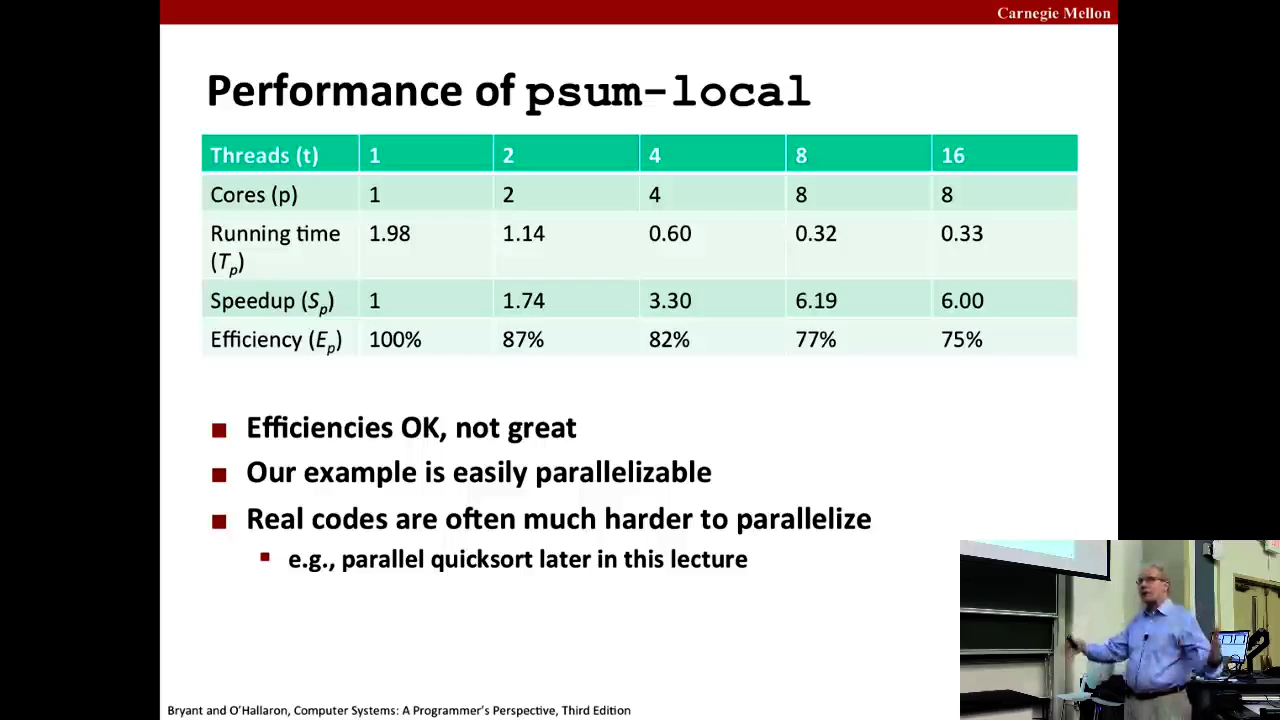 Carnegie Mellon
Performance of psum-local
Threads (t) 1 2 4 8 16
Cores (p) 1 2 4 8 8
Running time (Tp) 1.98 1.14 0.60 0.32 0.33
Speedup (Sp) 1 1.74 3.30 6.19 6.00
Efficiency (Ep) 100% 87% 82% 77% 75%
Efficiencies OK, not great
Our example is easily parallelizable
Real codes are often much harder to parallelize
e.g., parallel quicksort later in this lecture
Bryant and O'Hallaron, Computer Systems: A Programmer's Perspective, Third Edition